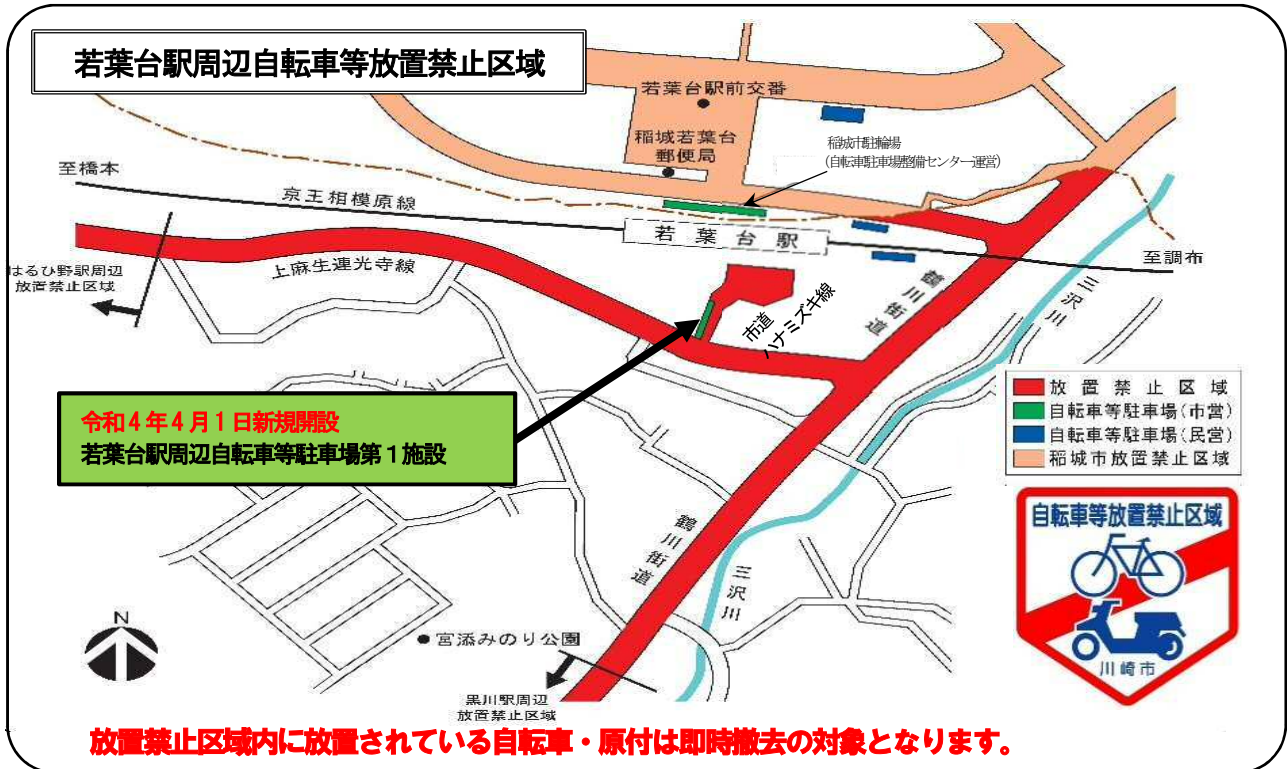 若葉台駅周辺自転車等放置禁止区域
若葉台駅前交番
稲城若葉台
郵便局
稲城市駐輪場
(自転車駐車場整備センター運営)
至橋本
京王相模原線
若葉台駅
至調布
はるひ野駅周辺
放置禁止区域
上麻生連光寺線
市道
ハナミズキ線
鶴川街道
三沢川
令和4年4月1日新規開設
若葉台駅周辺自転車等駐車場第1施設
放置禁止区域
自転車等駐車場(市営)
自転車等駐車場(民営)
稲城市放置禁止区域
自転車等放置禁止区域
川崎市
鶴川街道
三沢川
N
宮添みのり公園
黒川駅周辺
放置禁止区域
放置禁止区域内に放置されている自転車・原付は即時撤去の対象となります。